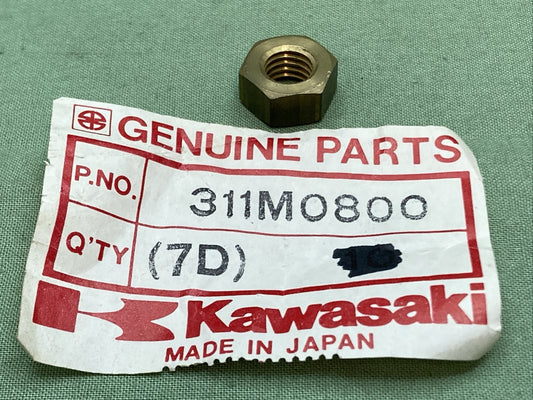 GENUINE PARTS
P.NO. 311M0800
Q'TY (7D)
Kawasaki
MADE IN JAPAN